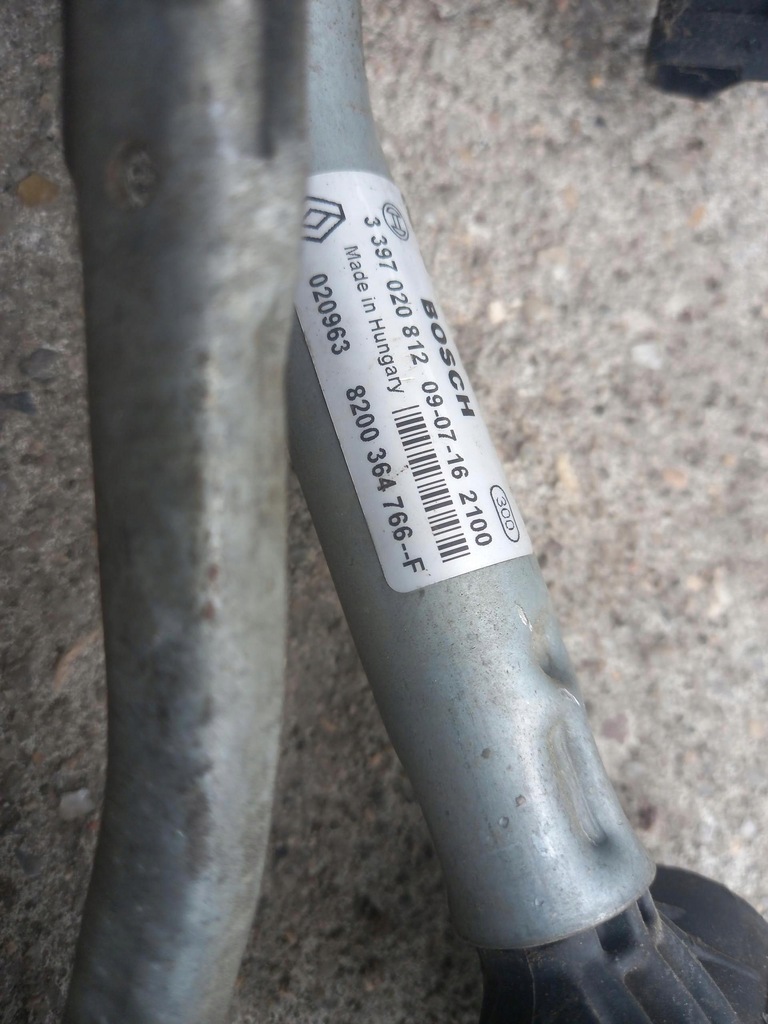 BOSCH
3 397 020 812 09-07-16 2100
Made in Hungary
020963 8200 364 766--F
300